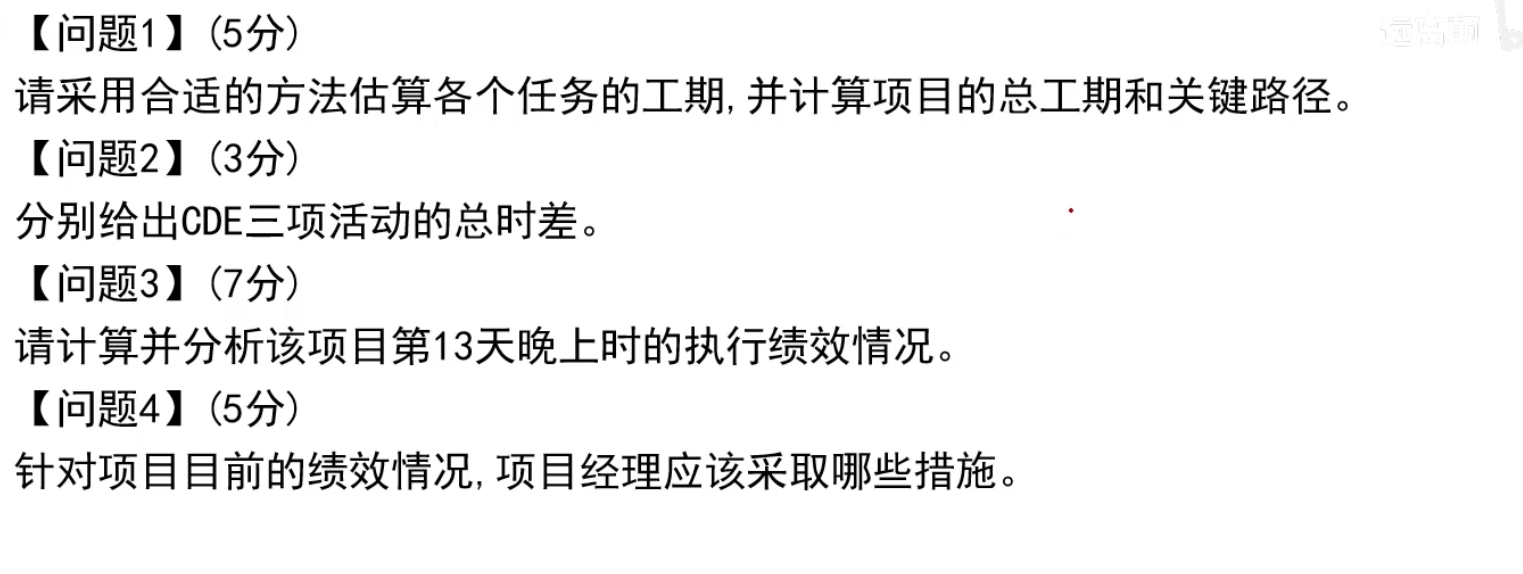 【问题1】(5分)
请采用合适的方法估算各个任务的工期,并计算项目的总工期和关键路径。
【问题2】(3分)
分别给出CDE三项活动的总时差。
【问题3】(7分)
请计算并分析该项目第13天晚上时的执行绩效情况。
【问题4】(5分)
针对项目目前的绩效情况,项目经理应该采取哪些措施。